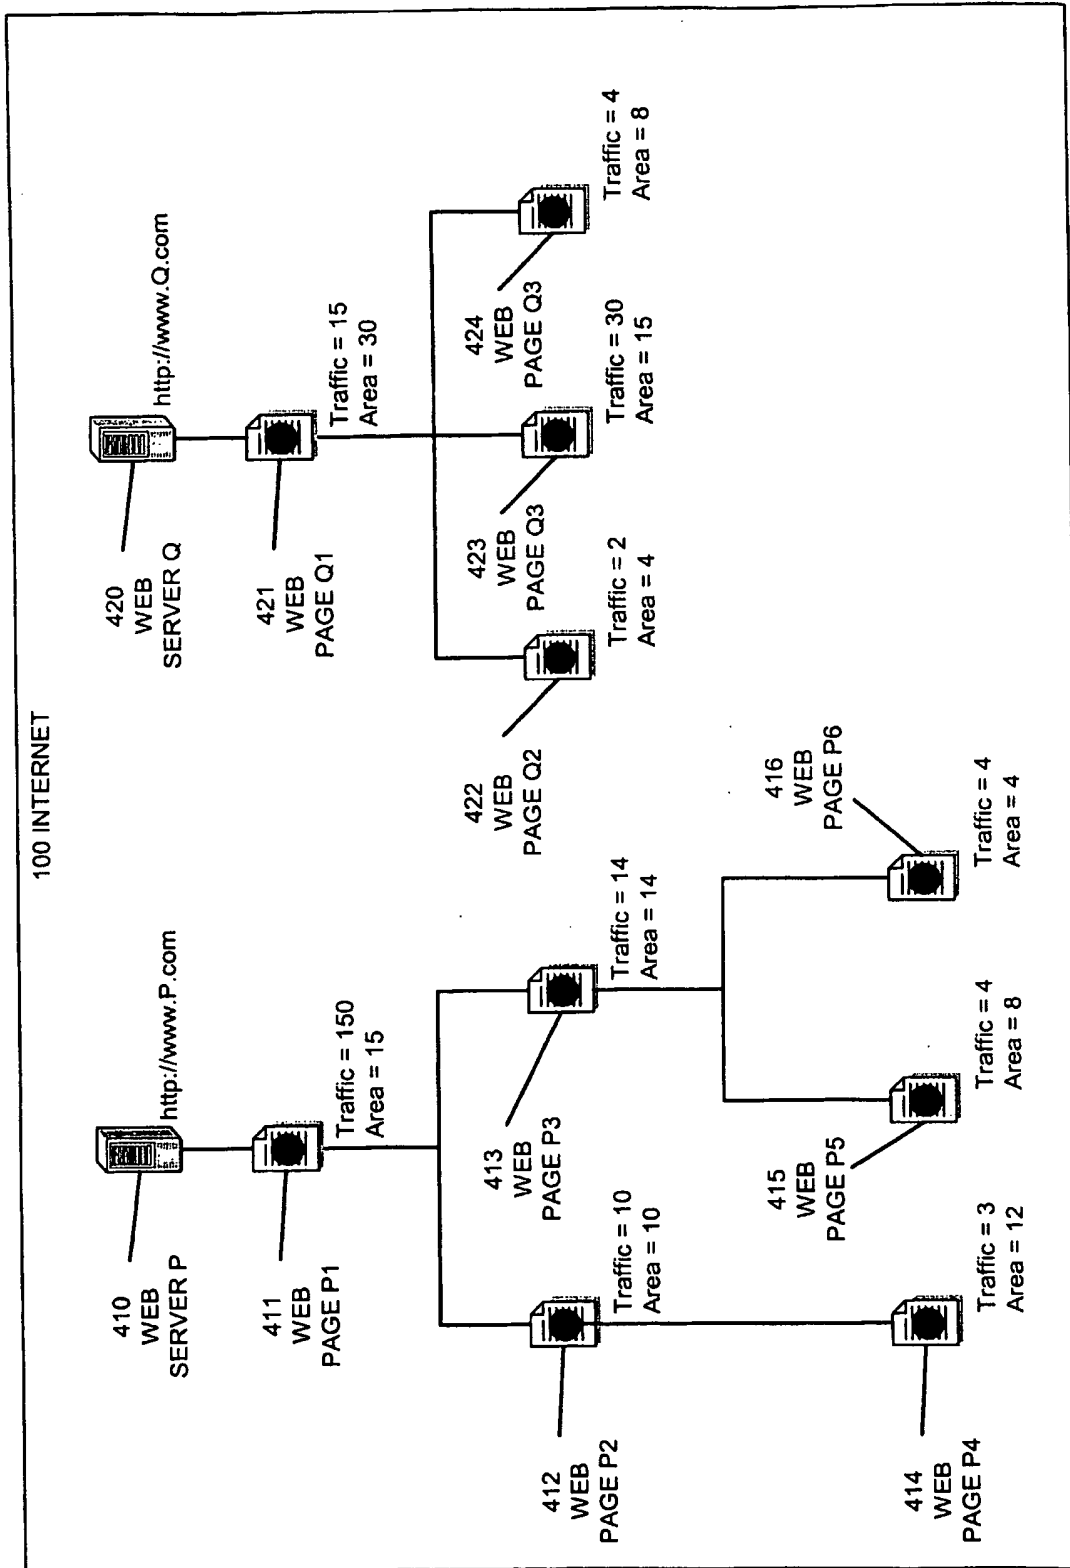 100 INTERNET
410
WEB
SERVER P
http://www.P.com
411
WEB
PAGE P1
Traffic = 150
Area = 15
412
WEB
PAGE P2
Traffic = 10
Area = 10
413
WEB
PAGE P3
Traffic = 14
Area = 14
414
WEB
PAGE P4
Traffic = 3
Area = 12
415
WEB
PAGE P5
Traffic = 4
Area = 8
416
WEB
PAGE P6
Traffic = 4
Area = 4
420
WEB
SERVER Q
http://www.Q.com
421
WEB
PAGE Q1
Traffic = 15
Area = 30
422
WEB
PAGE Q2
Traffic = 2
Area = 4
423
WEB
PAGE Q3
Traffic = 30
Area = 15
424
WEB
PAGE Q3
Traffic = 4
Area = 8